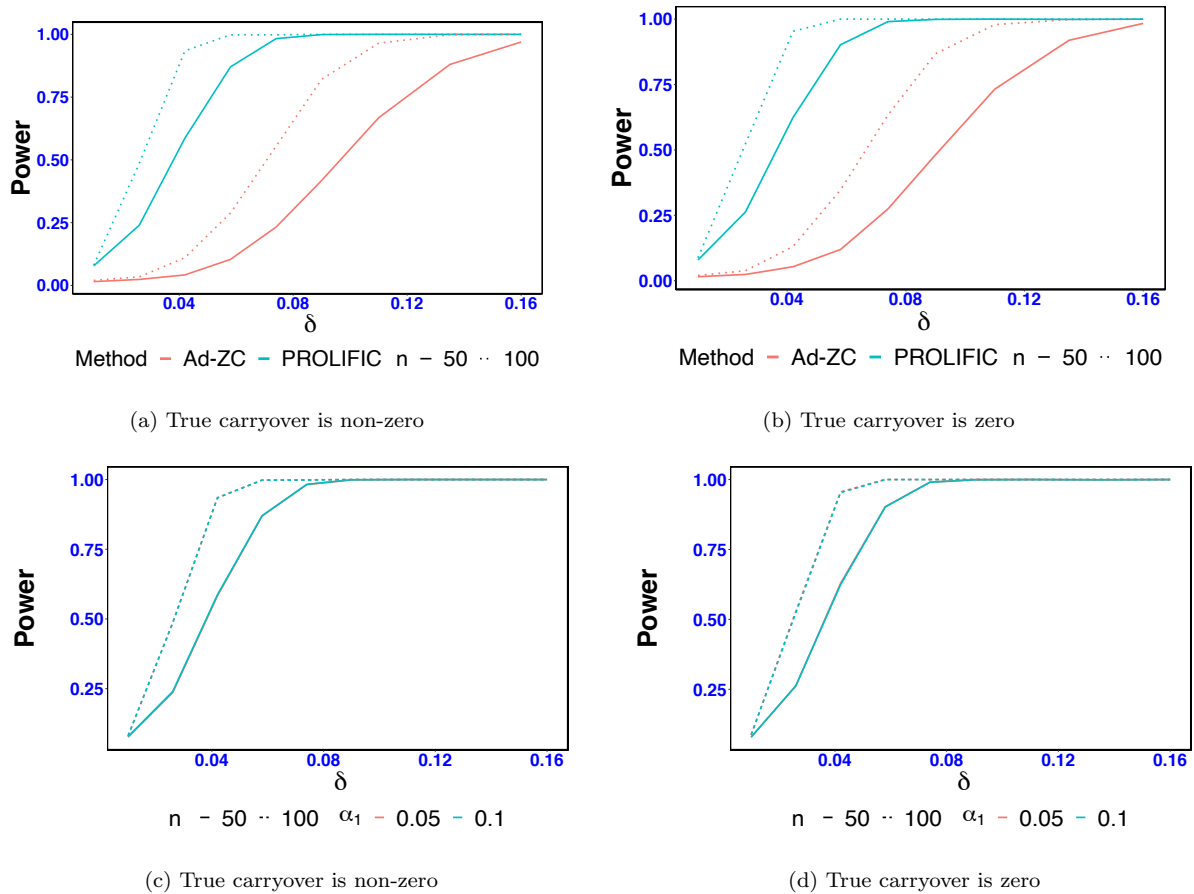 1.00
0.75
0.50
0.25
0.00
Power
0.04 0.08 0.12 0.16
δ
Method Ad-ZC PROLIFIC n 50 100
(a) True carryover is non-zero
1.00
0.75
0.50
0.25
0.00
Power
0.04 0.08 0.12 0.16
δ
Method Ad-ZC PROLIFIC n 50 100
(b) True carryover is zero
1.00
0.75
0.50
0.25
Power
0.04 0.08 0.12 0.16
δ
n 50 100 α₁ 0.05 0.1
(c) True carryover is non-zero
1.00
0.75
0.50
0.25
Power
0.04 0.08 0.12 0.16
δ
n 50 100 α₁ 0.05 0.1
(d) True carryover is zero